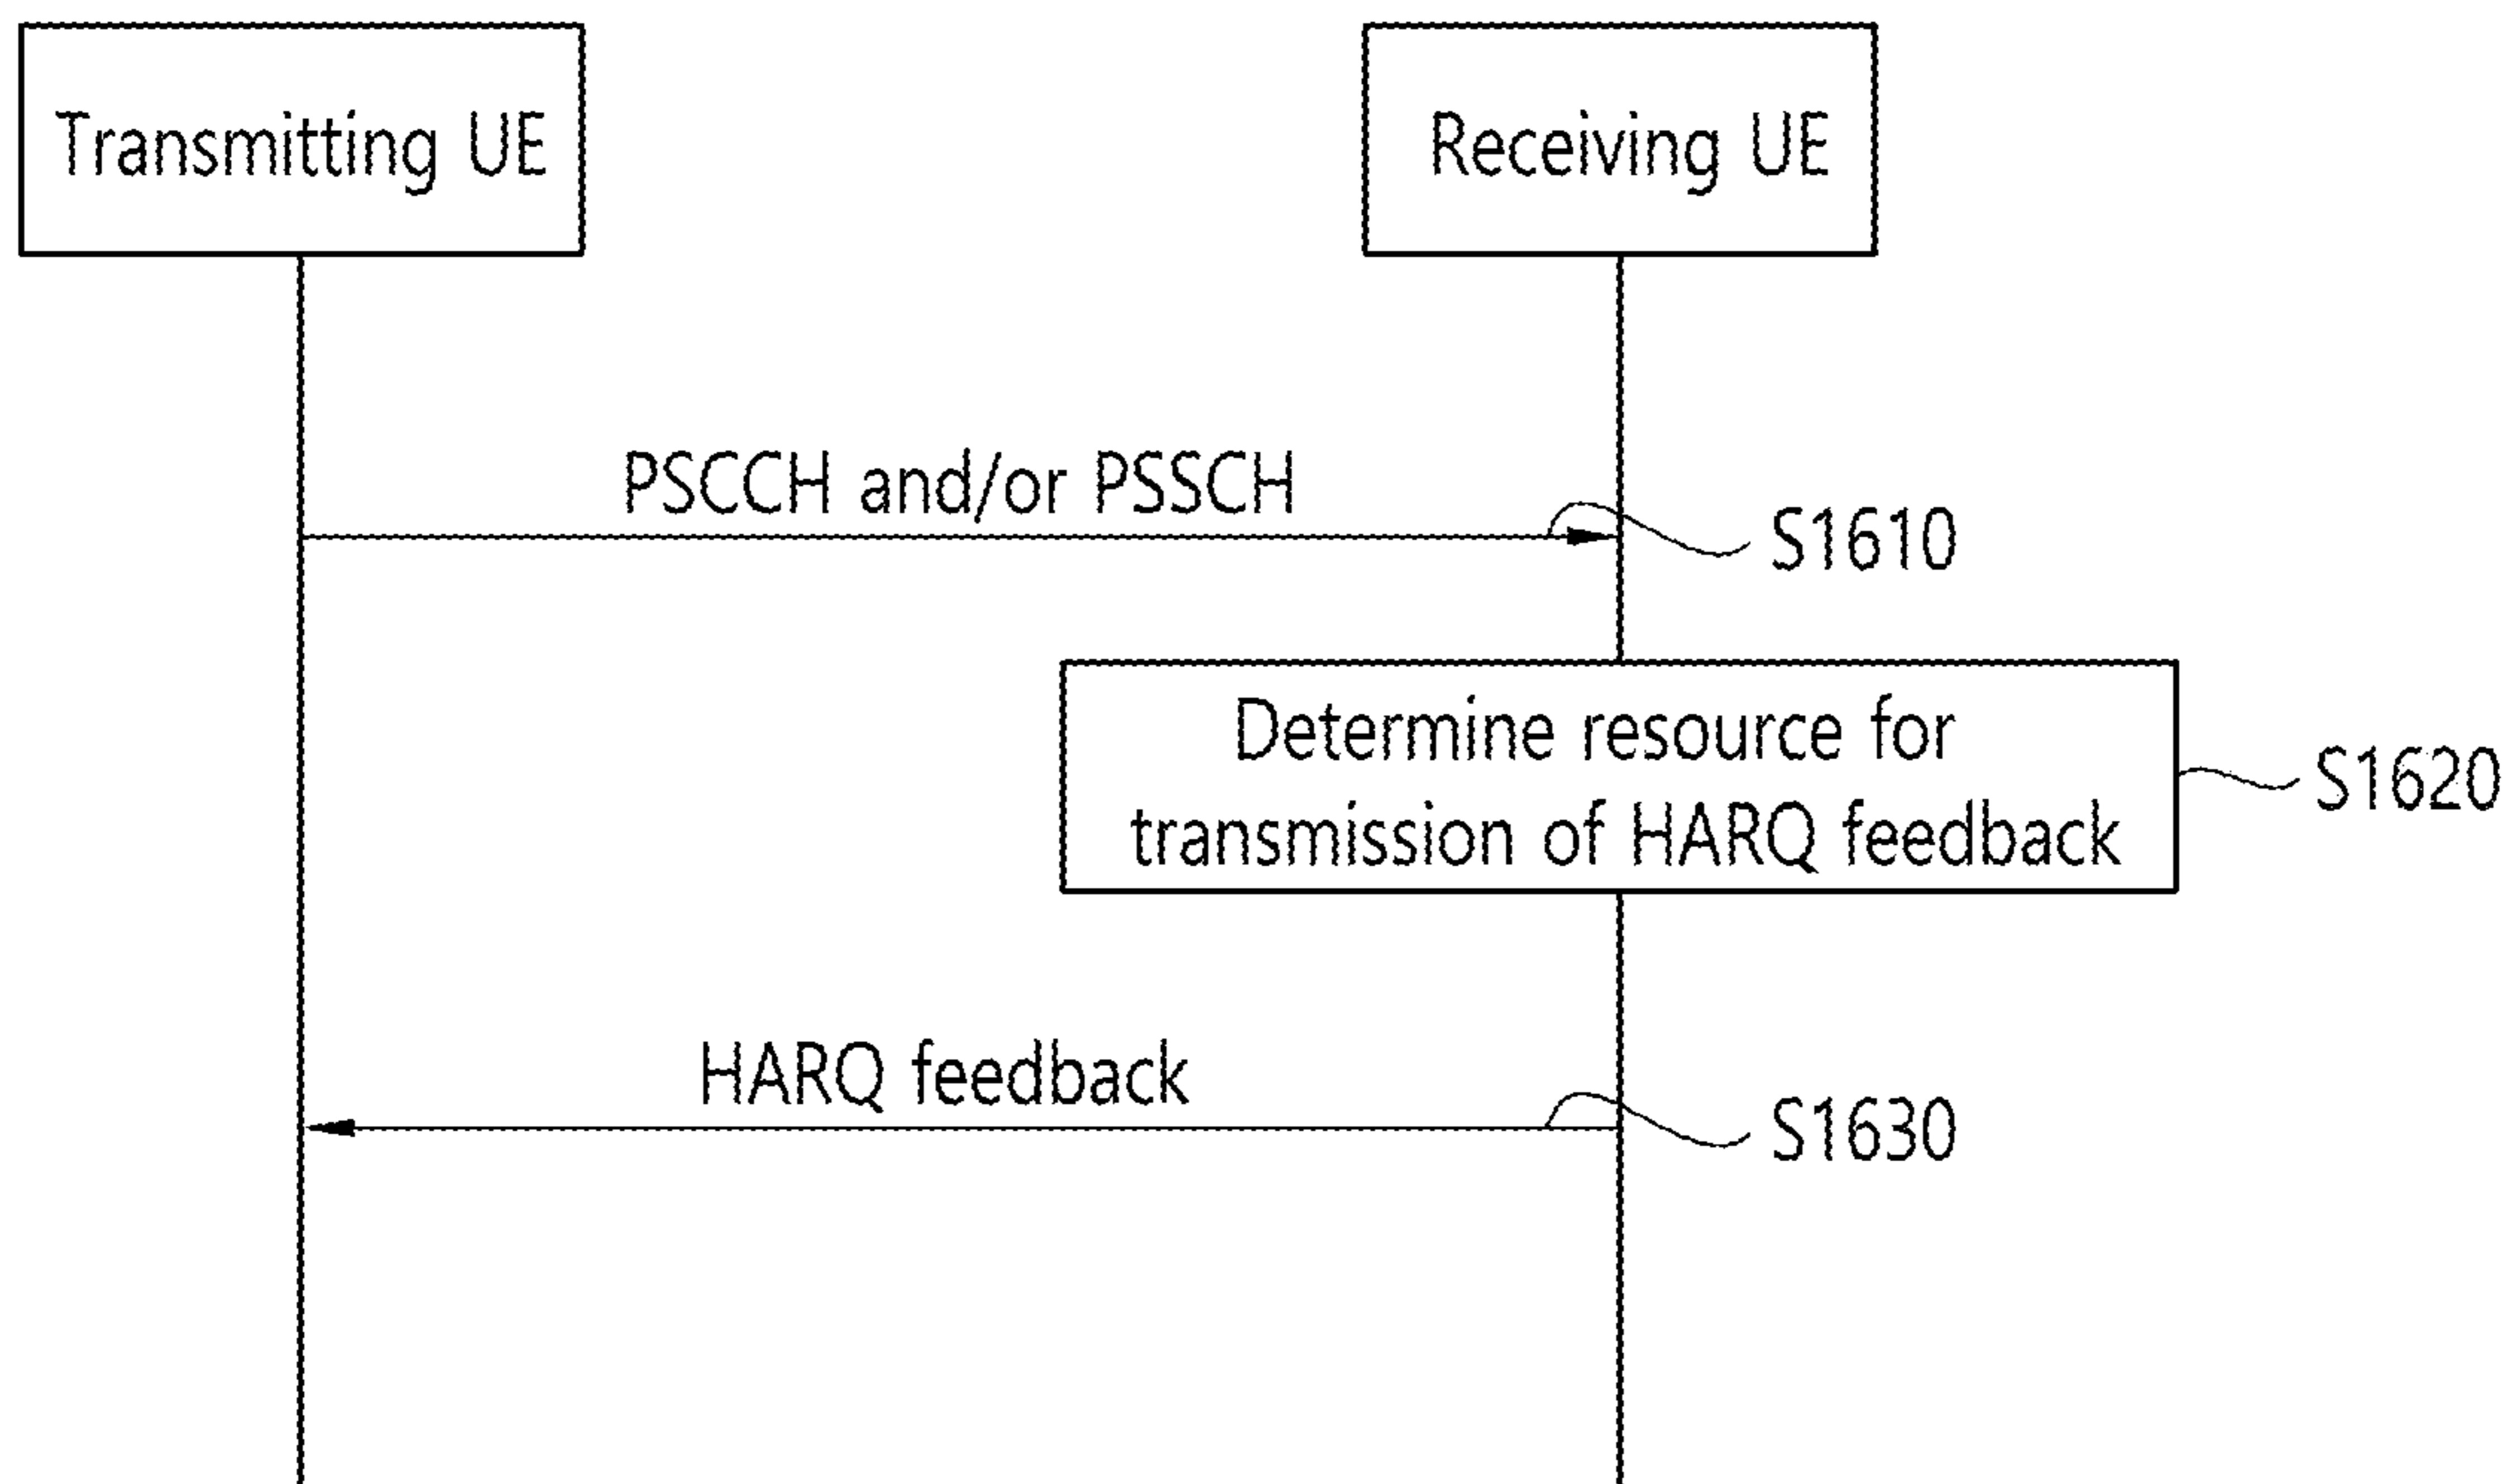 Transmitting UE
Receiving UE
PSCCH and/or PSSCH
S1610
Determine resource for
transmission of HARQ feedback
S1620
HARQ feedback
S1630